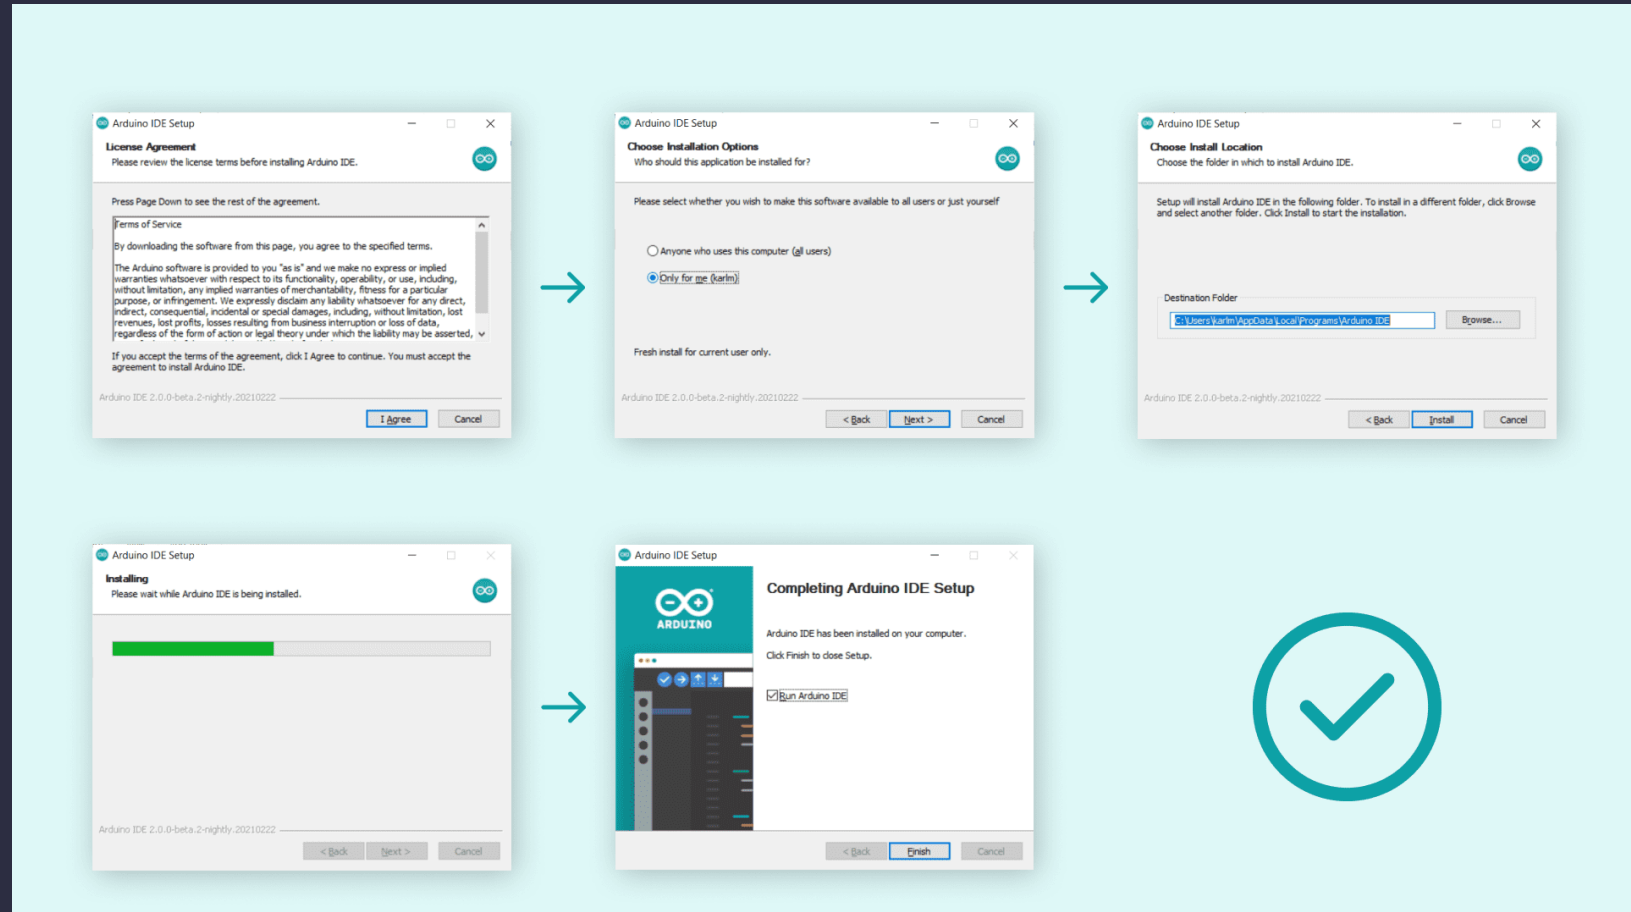 Arduino IDE Setup
License Agreement
Please review the license terms before installing Arduino IDE.
Press Page Down to see the rest of the agreement.
Terms of Service
By downloading the software from this page, you agree to the specified terms.
The Arduino software is provided to you "as is" and we make no express or implied
warranties whatsoever with respect to its functionality, operability, or use, including,
without limitation, any implied warranties of merchantability, fitness for a particular
purpose, or infringement. We expressly disclaim any liability whatsoever for any direct,
indirect, consequential, incidental or special damages, including, without limitation, lost
revenues, lost profits, losses resulting from business interruption or loss of data,
regardless of the form of action or legal theory under which the liability may be asserted,
If you accept the terms of the agreement, click I Agree to continue. You must accept the
agreement to install Arduino IDE.
Arduino IDE 2.0.0-beta.2-nightly.20210222
I Agree
Cancel
Arduino IDE Setup
Choose Installation Options
Who should this application be installed for?
Please select whether you wish to make this software available to all users or just yourself
Anyone who uses this computer (all users)
Only for me (karlm)
Fresh install for current user only.
Arduino IDE 2.0.0-beta.2-nightly.20210222
< Back
Next >
Cancel
Arduino IDE Setup
Choose Install Location
Choose the folder in which to install Arduino IDE.
Setup will install Arduino IDE in the following folder. To install in a different folder, click Browse
and select another folder. Click Install to start the installation.
Destination Folder
C:\Users\karlm\AppData\Local\Programs\Arduino IDE
Browse...
Arduino IDE 2.0.0-beta.2-nightly.20210222
< Back
Install
Cancel
Arduino IDE Setup
Installing
Please wait while Arduino IDE is being installed.
Arduino IDE 2.0.0-beta.2-nightly.20210222
< Back
Next >
Cancel
Arduino IDE Setup
ARDUINO
Completing Arduino IDE Setup
Arduino IDE has been installed on your computer.
Click Finish to close Setup.
Run Arduino IDE
< Back
Finish
Cancel